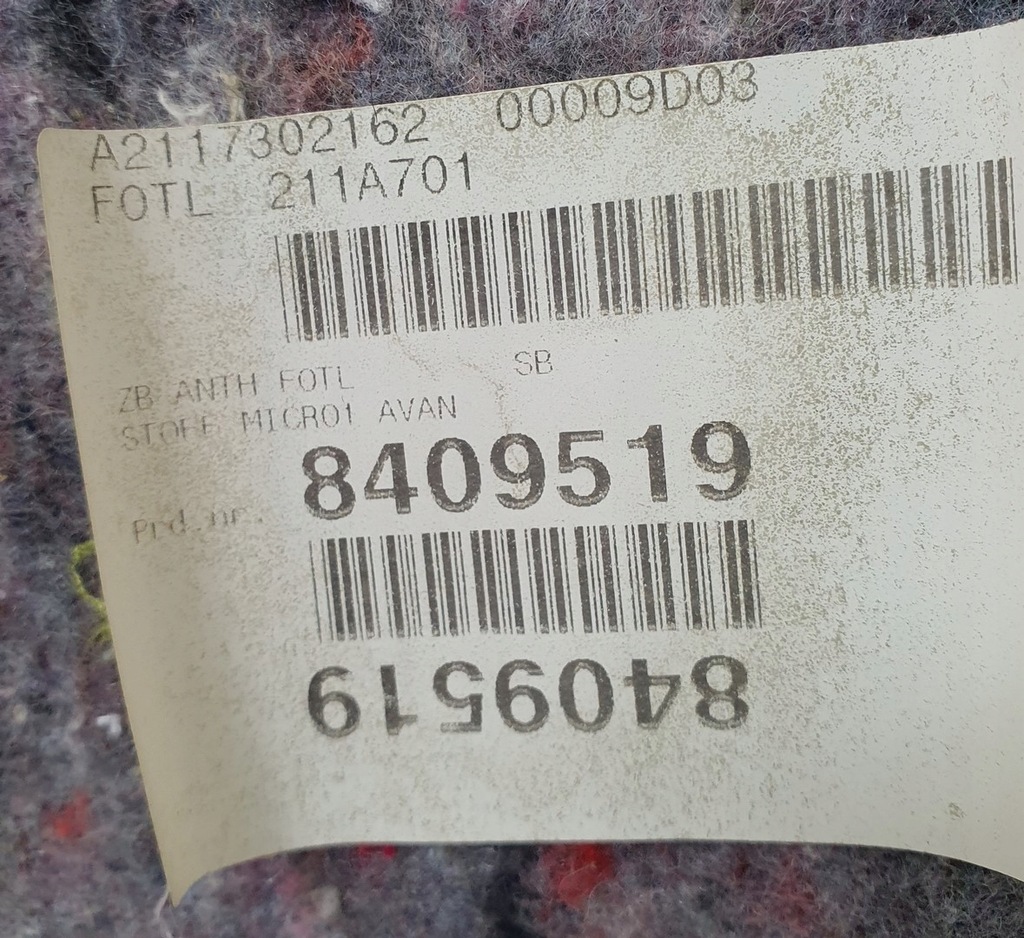 A2117302162 00009D03
FOTL 211A701
ZB ANTH FOTL SB
STOFF MICRO1 AVAN
8409519
Prd.nr.
8409519